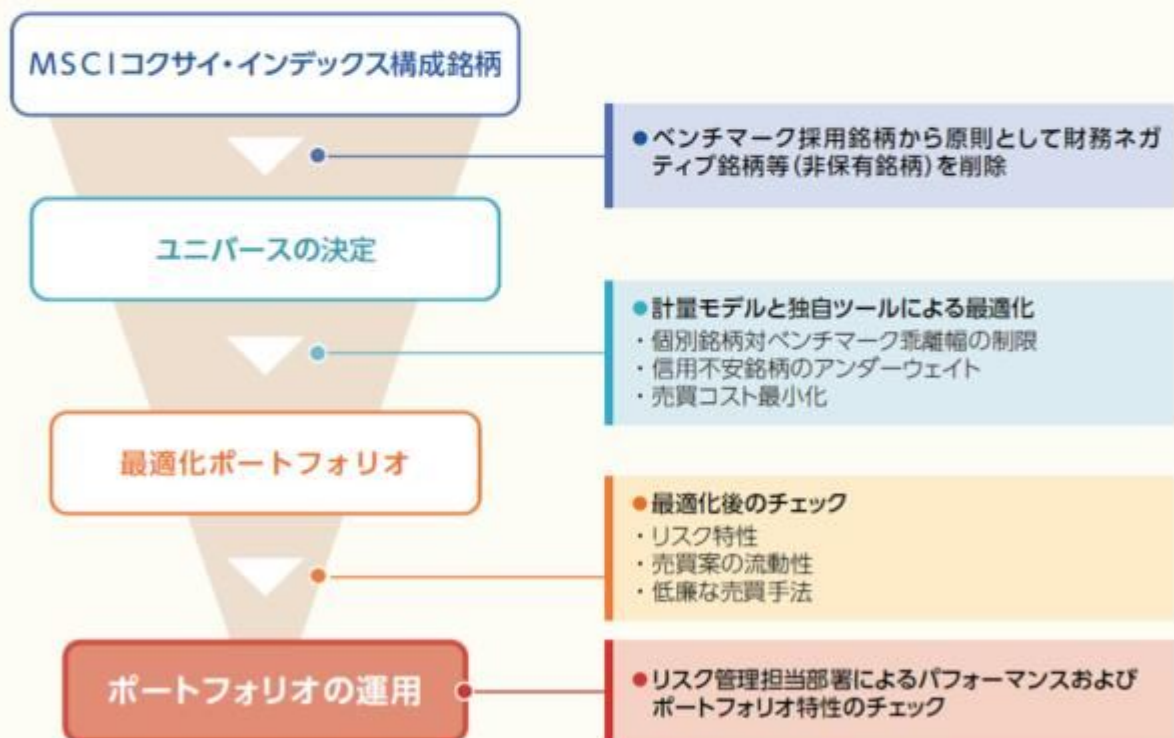 MSCIコクサイ・インデックス構成銘柄
●ベンチマーク採用銘柄から原則として財務ネガ
ティブ銘柄等(非保有銘柄)を削除
ユニバースの決定
●計量モデルと独自ツールによる最適化
・個別銘柄対ベンチマーク乖離幅の制限
・信用不安銘柄のアンダーウェイト
・売買コスト最小化
最適化ポートフォリオ
●最適化後のチェック
・リスク特性
・売買案の流動性
・低廉な売買手法
ポートフォリオの運用
●リスク管理担当部署によるパフォーマンスおよび
ポートフォリオ特性のチェック